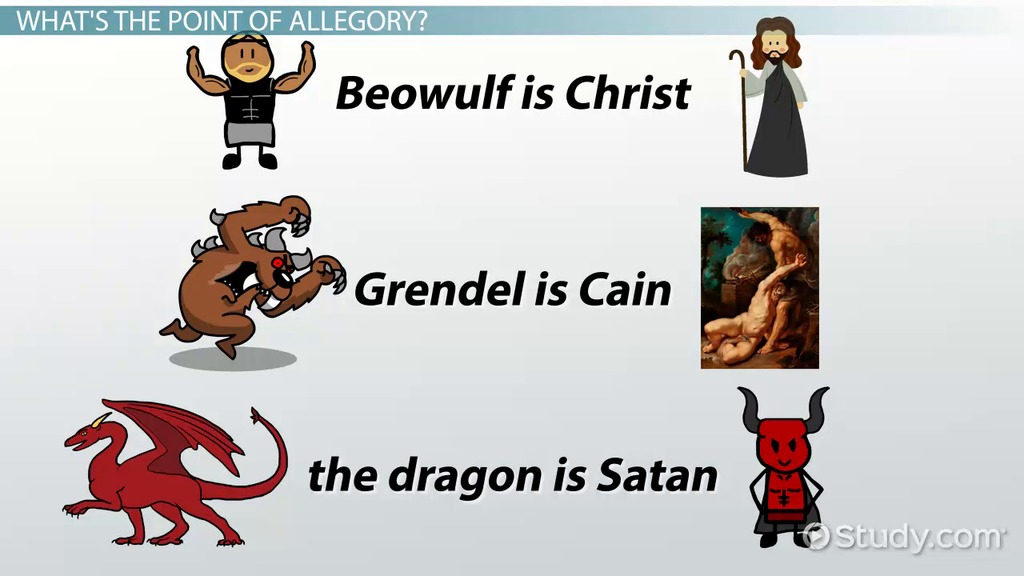 WHAT'S THE POINT OF ALLEGORY?
Beowulf is Christ
Grendel is Cain
the dragon is Satan
Study.com